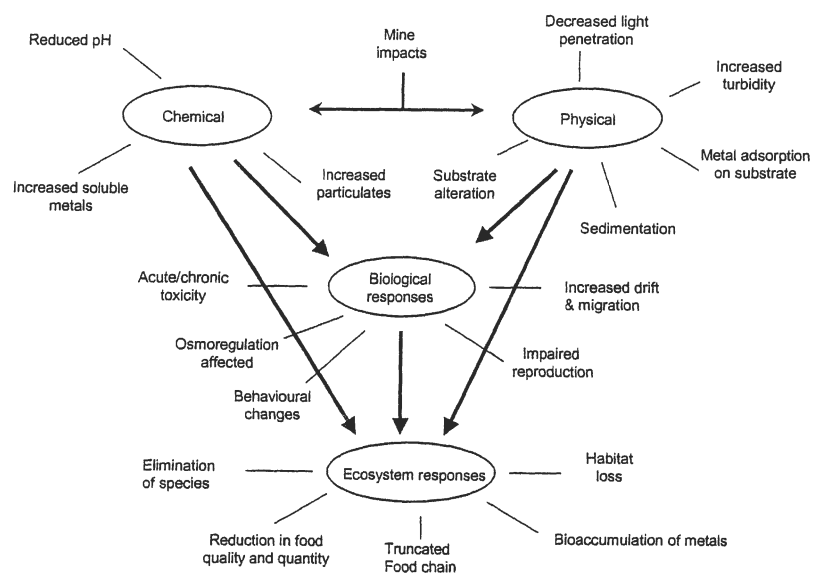 Reduced pH
Mine
impacts
Decreased light
penetration
Increased
turbidity
Chemical
Physical
Metal adsorption
on substrate
Increased soluble
metals
Increased
particulates
Substrate
alteration
Sedimentation
Acute/chronic
toxicity
Biological
responses
Increased drift
& migration
Osmoregulation
affected
Impaired
reproduction
Behavioural
changes
Elimination
of species
Ecosystem responses
Habitat
loss
Reduction in food
quality and quantity
Truncated
Food chain
Bioaccumulation of metals